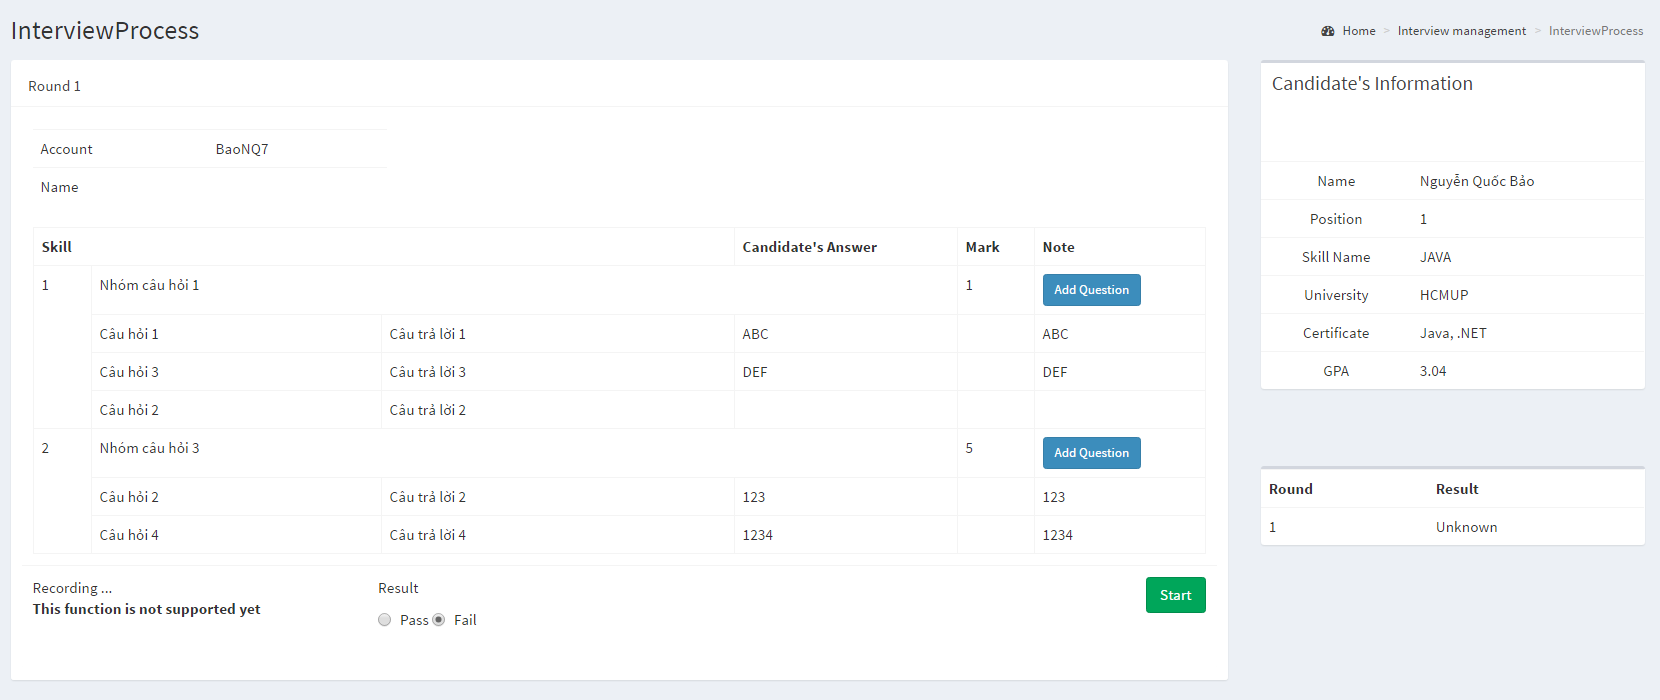 InterviewProcess
Home > Interview management > InterviewProcess
Round 1
Account BaoNQ7
Name
Skill Candidate's Answer Mark Note
1 Nhóm câu hỏi 1 1 Add Question
Câu hỏi 1 Câu trả lời 1 ABC ABC
Câu hỏi 3 Câu trả lời 3 DEF DEF
Câu hỏi 2 Câu trả lời 2
2 Nhóm câu hỏi 3 5 Add Question
Câu hỏi 2 Câu trả lời 2 123 123
Câu hỏi 4 Câu trả lời 4 1234 1234
Recording ... Result Start
This function is not supported yet
Pass Fail
Candidate's Information
Name Nguyễn Quốc Bảo
Position 1
Skill Name JAVA
University HCMUP
Certificate Java, .NET
GPA 3.04
Round Result
1 Unknown